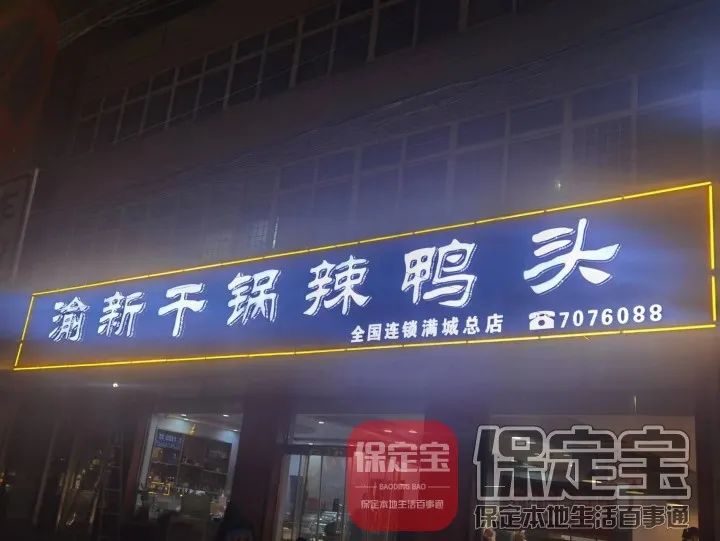 渝新干锅辣鸭头
全国连锁满城总店 ☎7076088
保定宝
BAODING BAO
保定本地生活百事通
保定宝
保定本地生活百事通